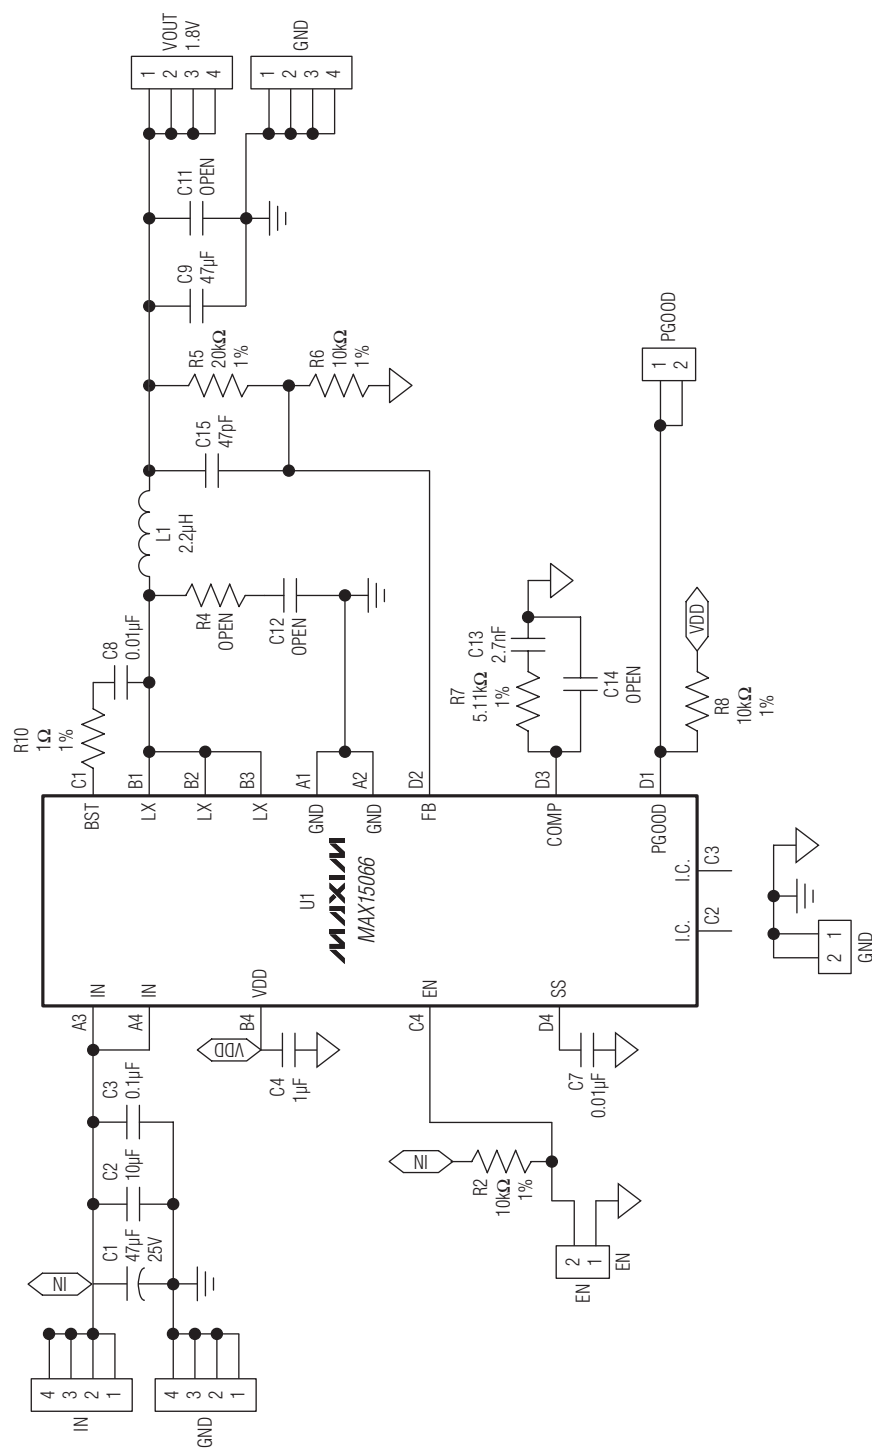 VOUT
1.8V
1
2
3
4
GND
1
2
3
4
C11
OPEN
C9
47µF
R5
20kΩ
1%
R6
10kΩ
1%
C15
47pF
L1
2.2µH
R4
OPEN
C12
OPEN
C8
0.01µF
R10
1Ω
1%
PGOOD
1
2
C13
2.7nF
R7
5.11kΩ
1%
C14
OPEN
VDD
R8
10kΩ
1%
C1
B1
B2
B3
A1
A2
D2
D3
D1
BST
LX
LX
LX
GND
GND
FB
COMP
PGOOD
U1
MAXIM
MAX15066
I.C.
C3
I.C.
C2
GND
2
1
IN
IN
VDD
EN
SS
A3
A4
B4
C4
D4
VDD
C4
1µF
C7
0.01µF
C3
0.1µF
C2
10µF
C1
47µF
25V
IN
IN
R2
10kΩ
1%
EN
2
1
EN
IN
4
3
2
1
GND
4
3
2
1